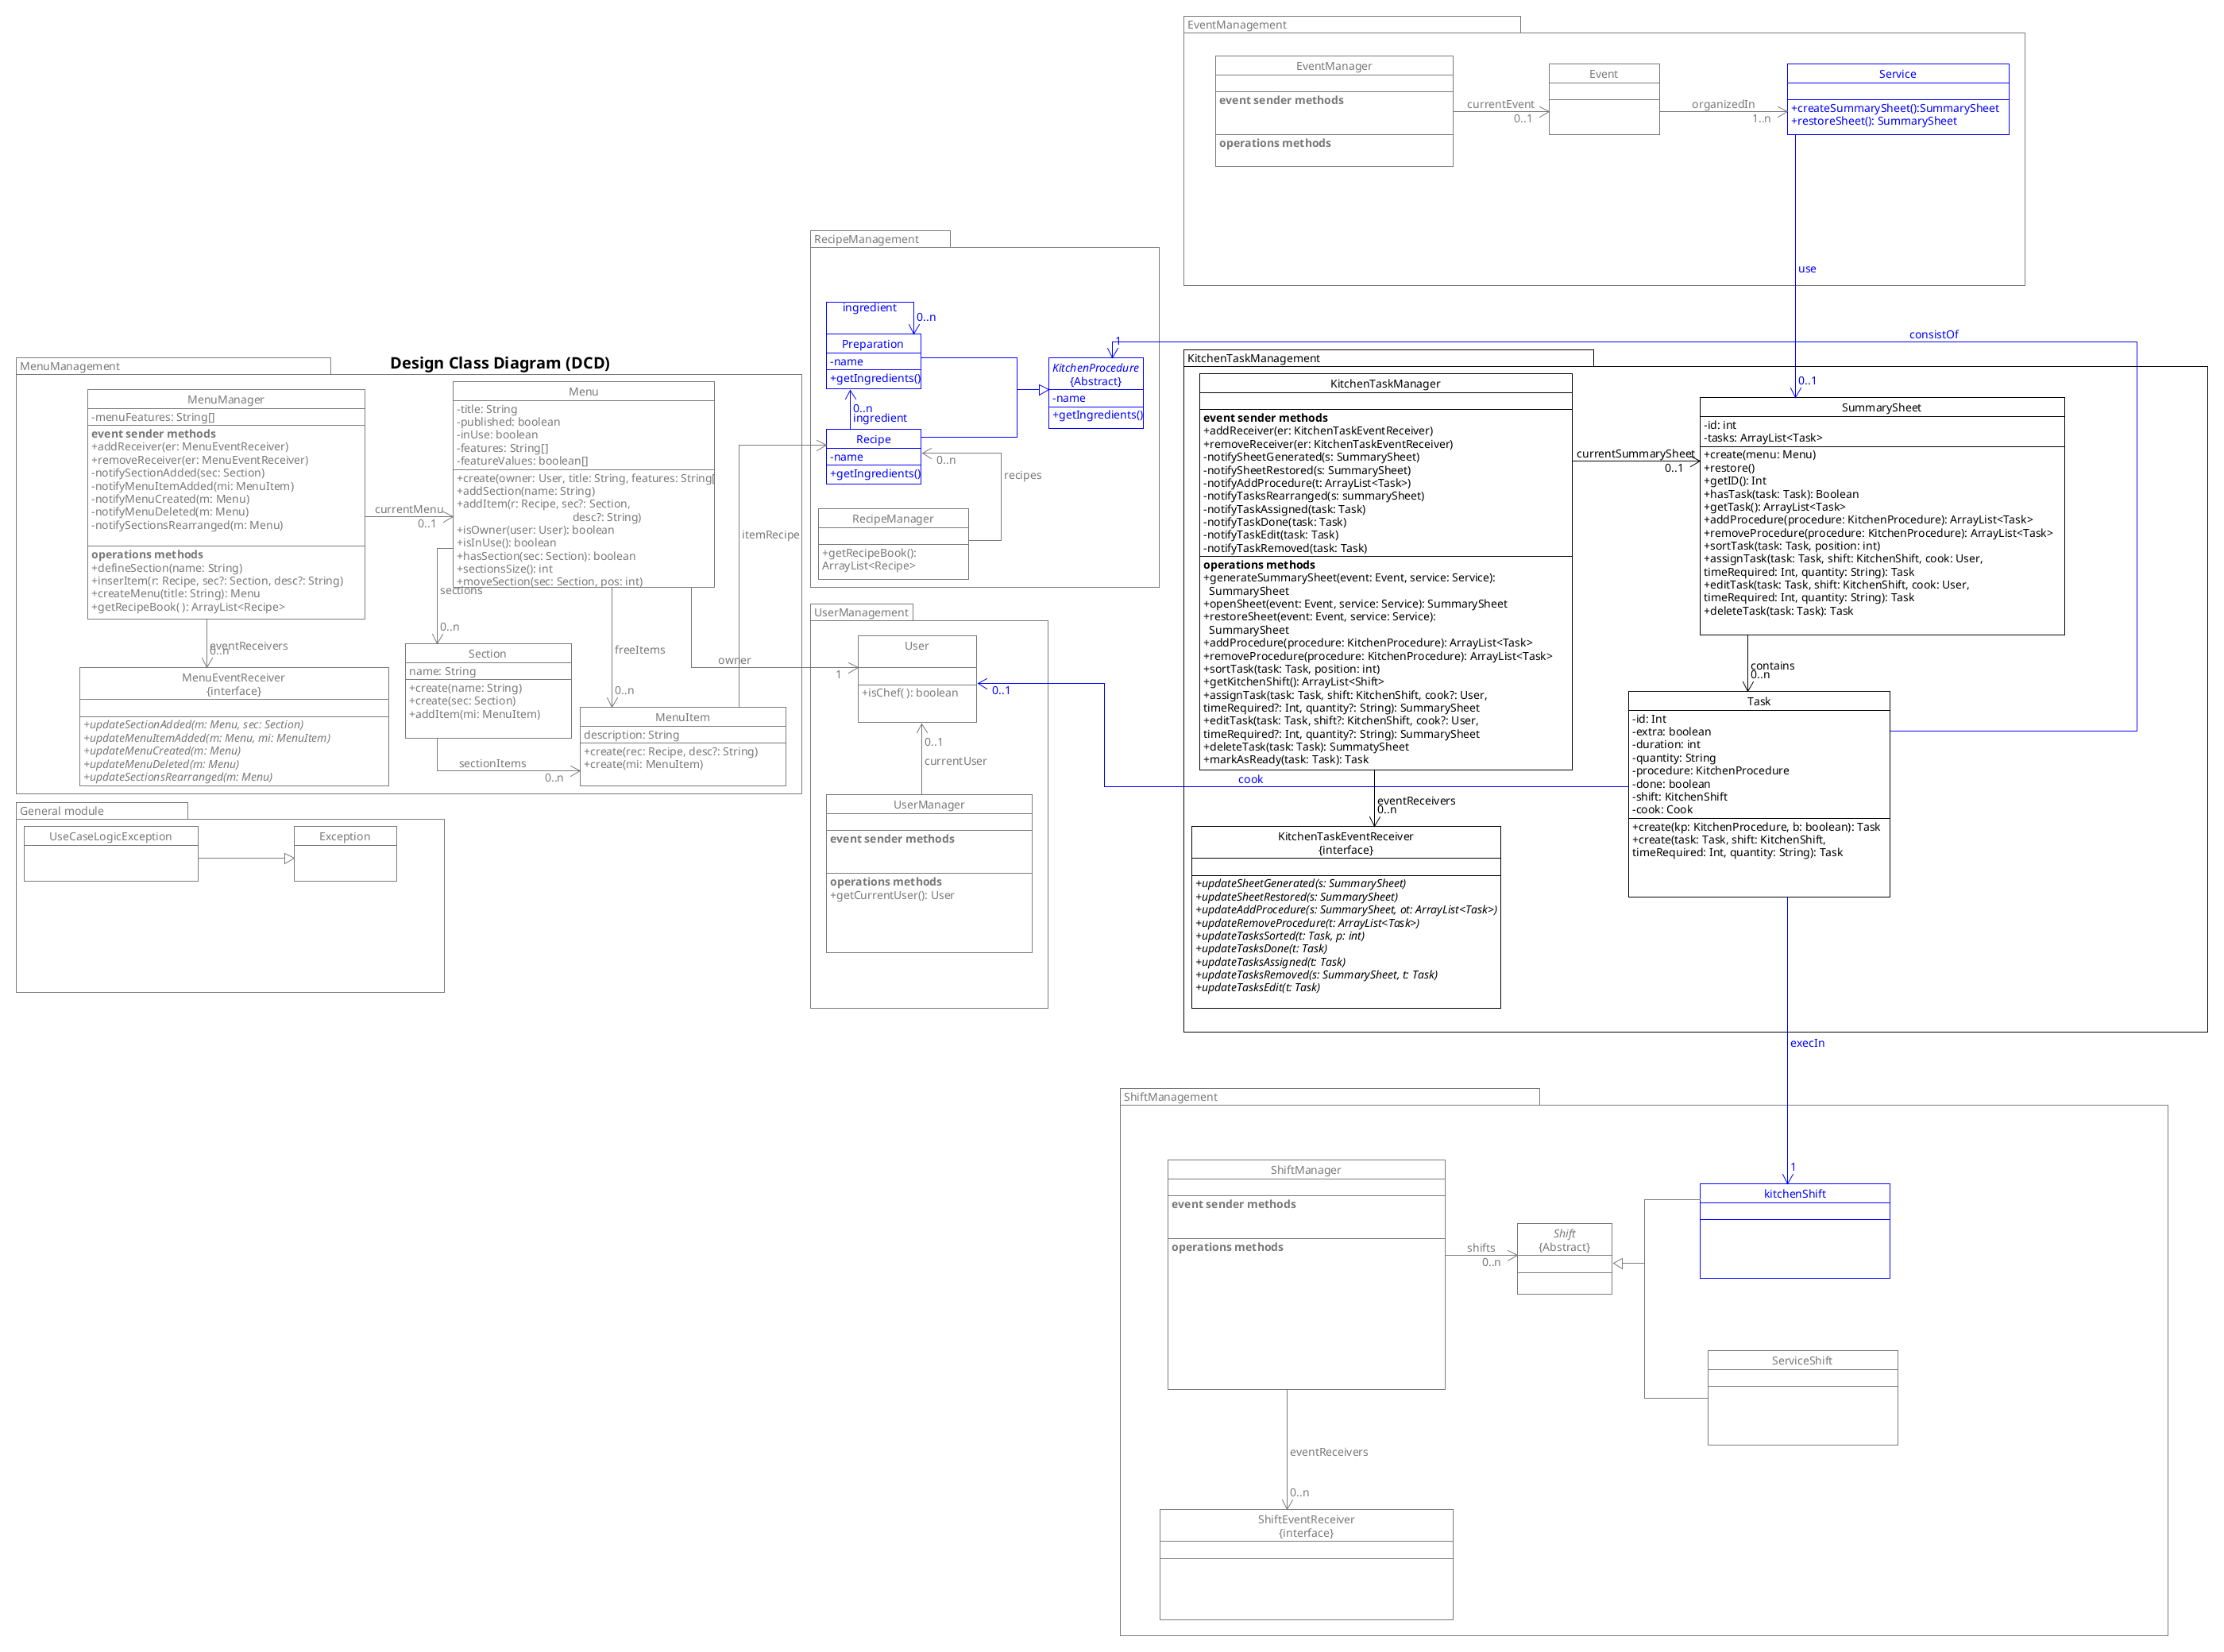 EventManagement
EventManager
event sender methods
operations methods
currentEvent
0..1
Event
organizedIn
1..n
Service
+createSummarySheet():SummarySheet
+restoreSheet(): SummarySheet
use
0..1
RecipeManagement
ingredient
0..n
Preparation
-name
+getIngredients()
0..n
ingredient
Recipe
-name
+getIngredients()
KitchenProcedure
{Abstract}
-name
+getIngredients()
1
consistOf
0..n
recipes
RecipeManager
+getRecipeBook():
ArrayList<Recipe>
Design Class Diagram (DCD)
MenuManagement
MenuManager
-menuFeatures: String[]
event sender methods
+addReceiver(er: MenuEventReceiver)
+removeReceiver(er: MenuEventReceiver)
-notifySectionAdded(sec: Section)
-notifyMenuItemAdded(mi: MenuItem)
-notifyMenuCreated(m: Menu)
-notifyMenuDeleted(m: Menu)
-notifySectionsRearranged(m: Menu)
operations methods
+defineSection(name: String)
+inserItem(r: Recipe, sec?: Section, desc?: String)
+createMenu(title: String): Menu
+getRecipeBook( ): ArrayList<Recipe>
currentMenu
0..1
Menu
-title: String
-published: boolean
-inUse: boolean
-features: String[]
-featureValues: boolean[]
+create(owner: User, title: String, features: String[
+addSection(name: String)
+addItem(r: Recipe, sec?: Section,
desc?: String)
+isOwner(user: User): boolean
+isInUse(): boolean
+hasSection(sec: Section): boolean
+sectionsSize(): int
+moveSection(sec: Section, pos: int)
itemRecipe
sections
0..n
eventReceivers
0..n
MenuEventReceiver
{interface}
+updateSectionAdded(m: Menu, sec: Section)
+updateMenuItemAdded(m: Menu, mi: MenuItem)
+updateMenuCreated(m: Menu)
+updateMenuDeleted(m: Menu)
+updateSectionsRearranged(m: Menu)
Section
name: String
+create(name: String)
+create(sec: Section)
+addItem(mi: MenuItem)
sectionItems
0..n
freeItems
0..n
MenuItem
description: String
+create(rec: Recipe, desc?: String)
+create(mi: MenuItem)
owner
1
General module
UseCaseLogicException
Exception
UserManagement
User
+isChef( ): boolean
0..1
0..1
currentUser
UserManager
event sender methods
operations methods
+getCurrentUser(): User
KitchenTaskManagement
KitchenTaskManager
event sender methods
+addReceiver(er: KitchenTaskEventReceiver)
+removeReceiver(er: KitchenTaskEventReceiver)
-notifySheetGenerated(s: SummarySheet)
-notifySheetRestored(s: SummarySheet)
-notifyAddProcedure(t: ArrayList<Task>)
-notifyTasksRearranged(s: summarySheet)
-notifyTaskAssigned(task: Task)
-notifyTaskDone(task: Task)
-notifyTaskEdit(task: Task)
-notifyTaskRemoved(task: Task)
operations methods
+generateSummarySheet(event: Event, service: Service):
SummarySheet
+openSheet(event: Event, service: Service): SummarySheet
+restoreSheet(event: Event, service: Service):
SummarySheet
+addProcedure(procedure: KitchenProcedure): ArrayList<Task>
+removeProcedure(procedure: KitchenProcedure): ArrayList<Task>
+sortTask(task: Task, position: int)
+getKitchenShift(): ArrayList<Shift>
+assignTask(task: Task, shift: KitchenShift, cook?: User,
timeRequired?: Int, quantity?: String): SummarySheet
+editTask(task: Task, shift?: KitchenShift, cook?: User,
timeRequired?: Int, quantity?: String): SummarySheet
+deleteTask(task: Task): SummatySheet
+markAsReady(task: Task): Task
currentSummarySheet
0..1
SummarySheet
-id: int
-tasks: ArrayList<Task>
+create(menu: Menu)
+restore()
+getID(): Int
+hasTask(task: Task): Boolean
+getTask(): ArrayList<Task>
+addProcedure(procedure: KitchenProcedure): ArrayList<Task>
+removeProcedure(procedure: KitchenProcedure): ArrayList<Task>
+sortTask(task: Task, position: int)
+assignTask(task: Task, shift: KitchenShift, cook: User,
timeRequired: Int, quantity: String): Task
+editTask(task: Task, shift: KitchenShift, cook: User,
timeRequired: Int, quantity: String): Task
+deleteTask(task: Task): Task
contains
0..n
Task
-id: Int
-extra: boolean
-duration: int
-quantity: String
-procedure: KitchenProcedure
-done: boolean
-shift: KitchenShift
-cook: Cook
+create(kp: KitchenProcedure, b: boolean): Task
+create(task: Task, shift: KitchenShift,
timeRequired: Int, quantity: String): Task
cook
eventReceivers
0..n
KitchenTaskEventReceiver
{interface}
+updateSheetGenerated(s: SummarySheet)
+updateSheetRestored(s: SummarySheet)
+updateAddProcedure(s: SummarySheet, ot: ArrayList<Task>)
+updateRemoveProcedure(t: ArrayList<Task>)
+updateTasksSorted(t: Task, p: int)
+updateTasksDone(t: Task)
+updateTasksAssigned(t: Task)
+updateTasksRemoved(s: SummarySheet, t: Task)
+updateTasksEdit(t: Task)
execIn
1
ShiftManagement
ShiftManager
event sender methods
operations methods
shifts
0..n
Shift
{Abstract}
kitchenShift
ServiceShift
eventReceivers
0..n
ShiftEventReceiver
{interface}